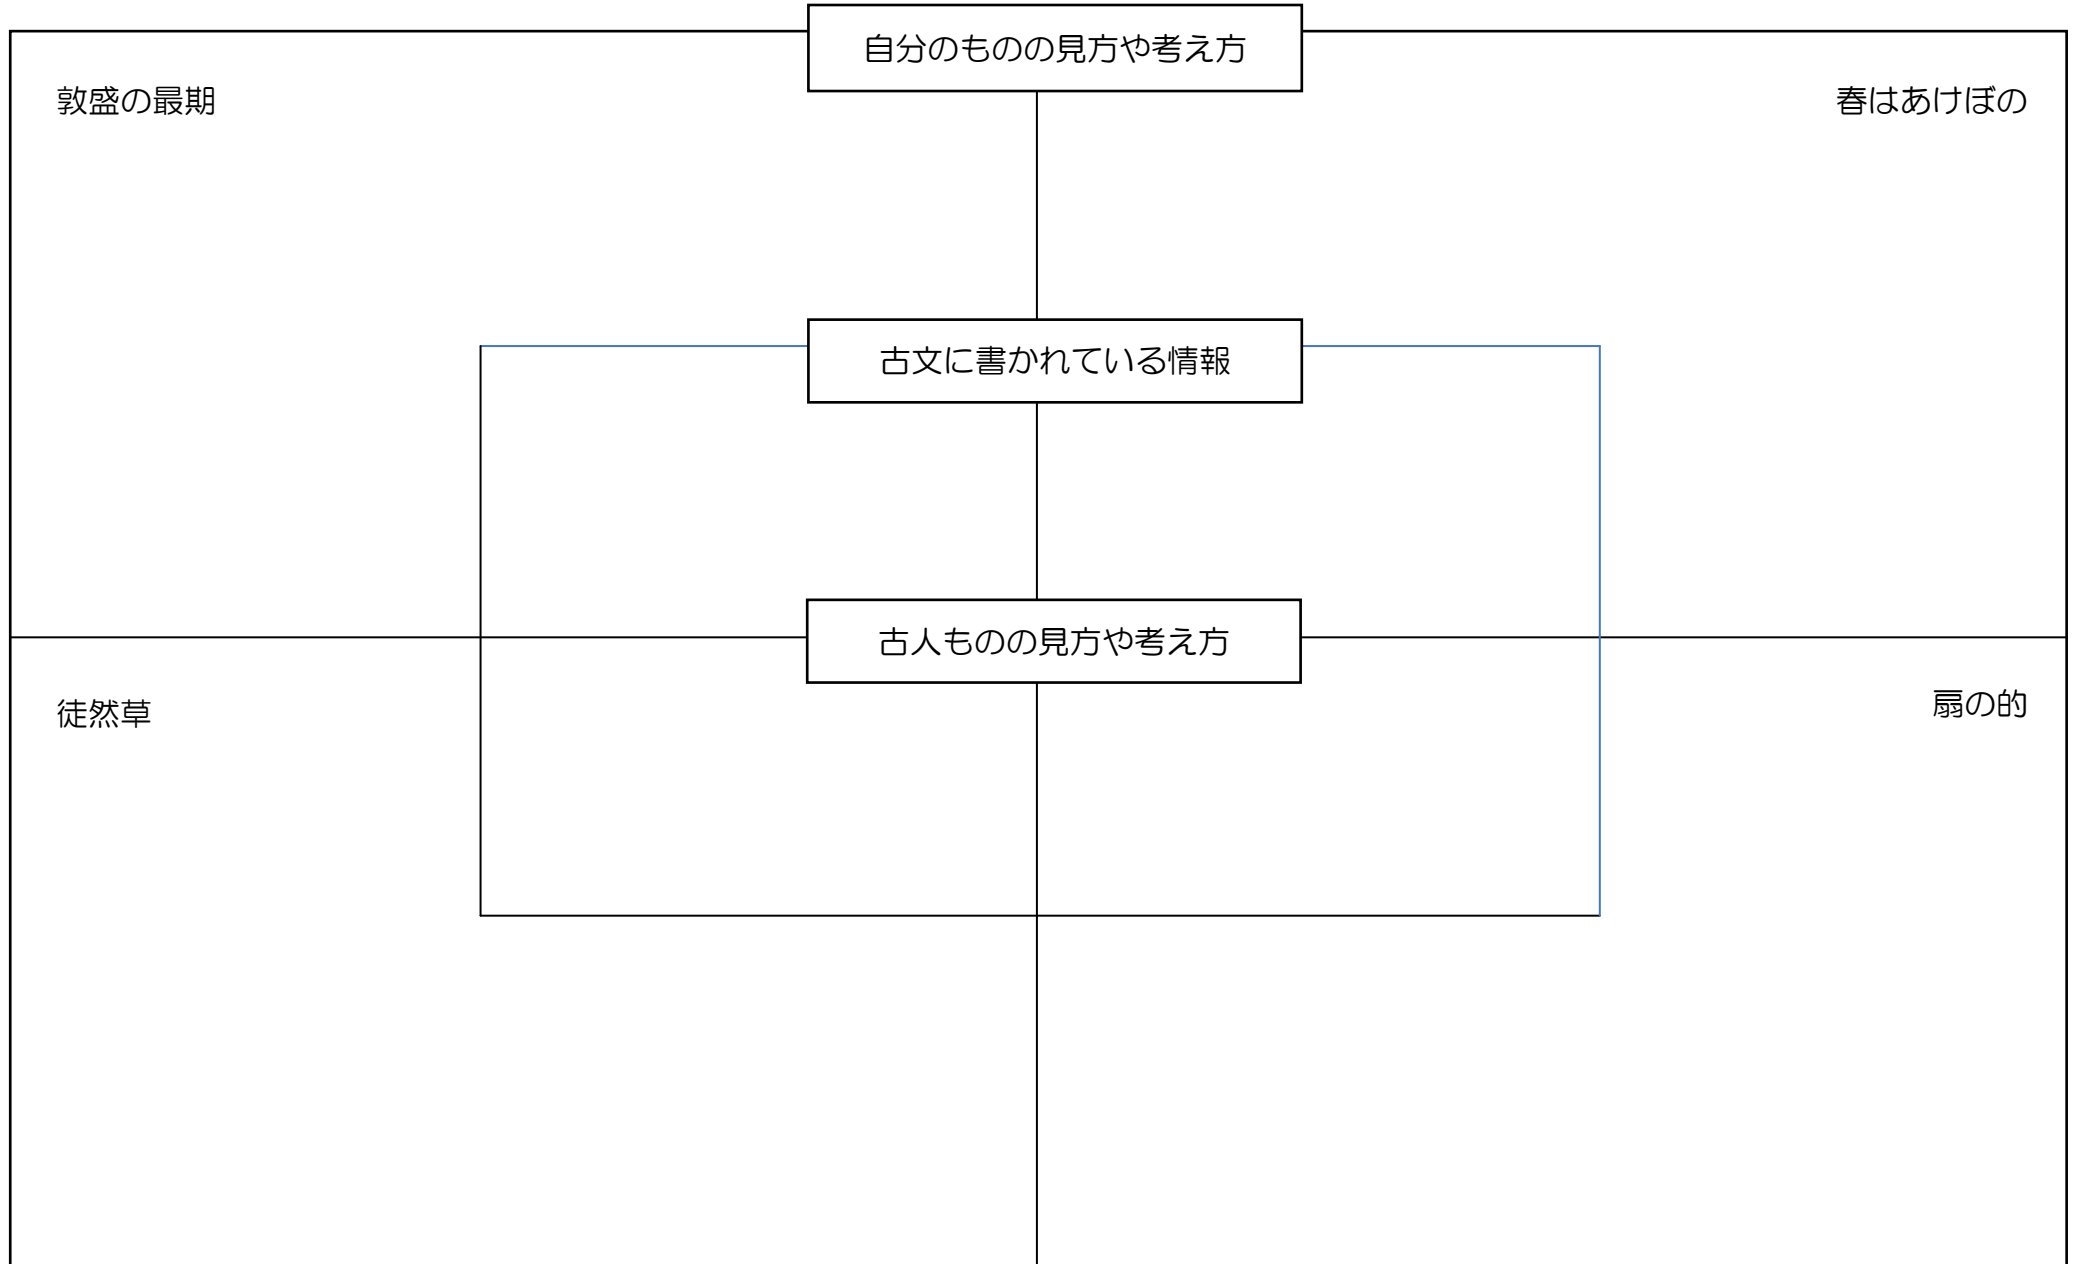 自分のものの見方や考え方
敦盛の最期
春はあけぼの
古文に書かれている情報
古人ものの見方や考え方
徒然草
扇の的